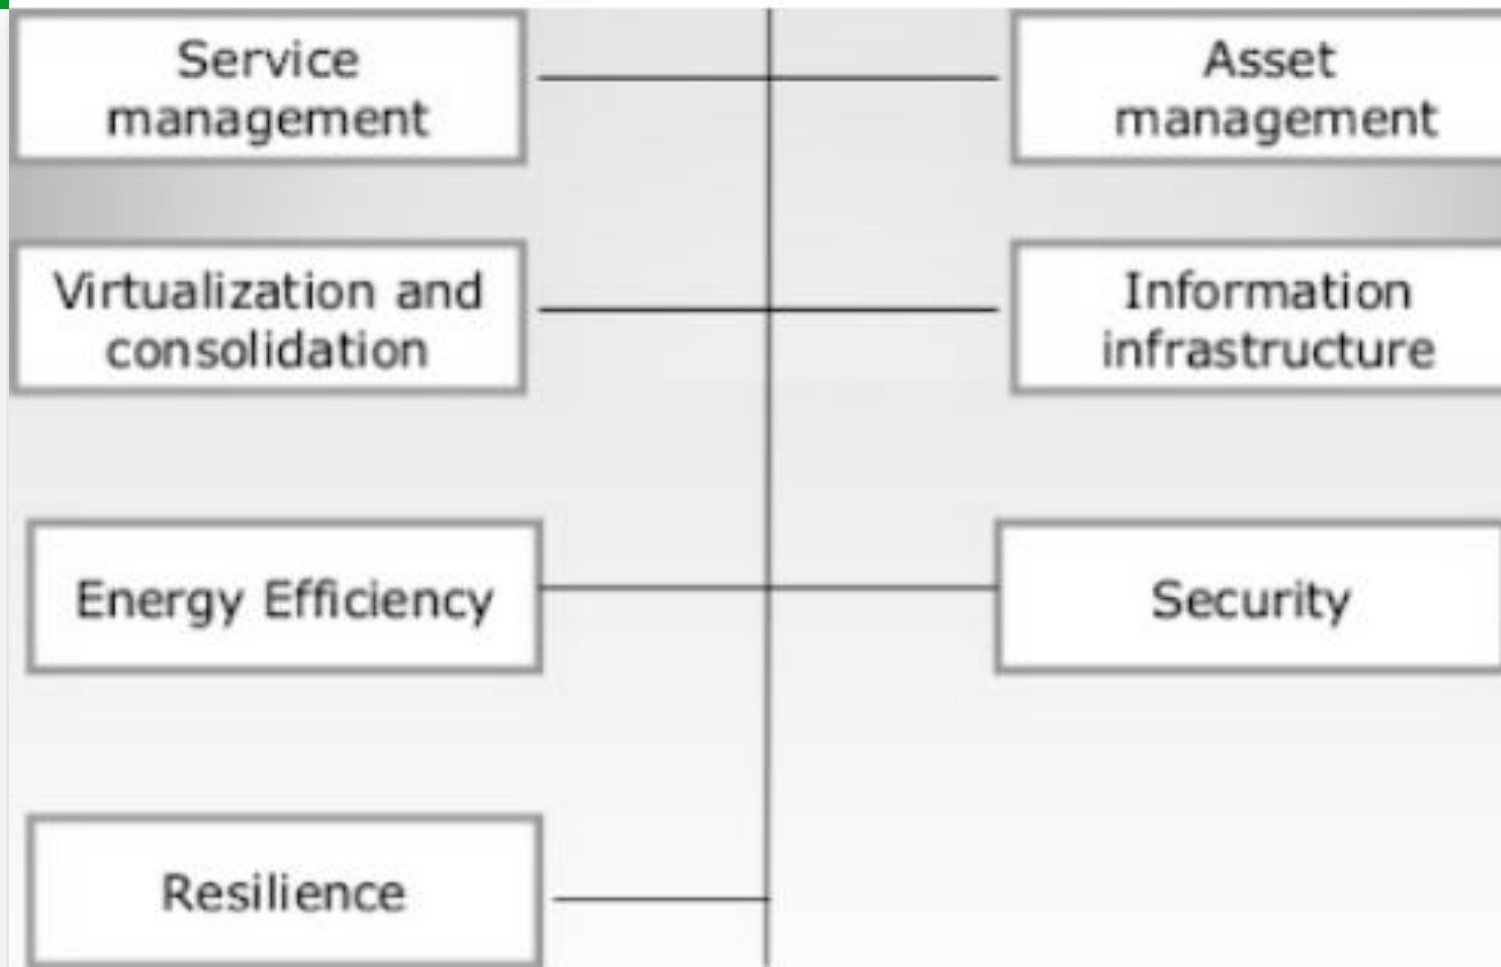 Service
management
Asset
management
Virtualization and
consolidation
Information
infrastructure
Energy Efficiency
Security
Resilience